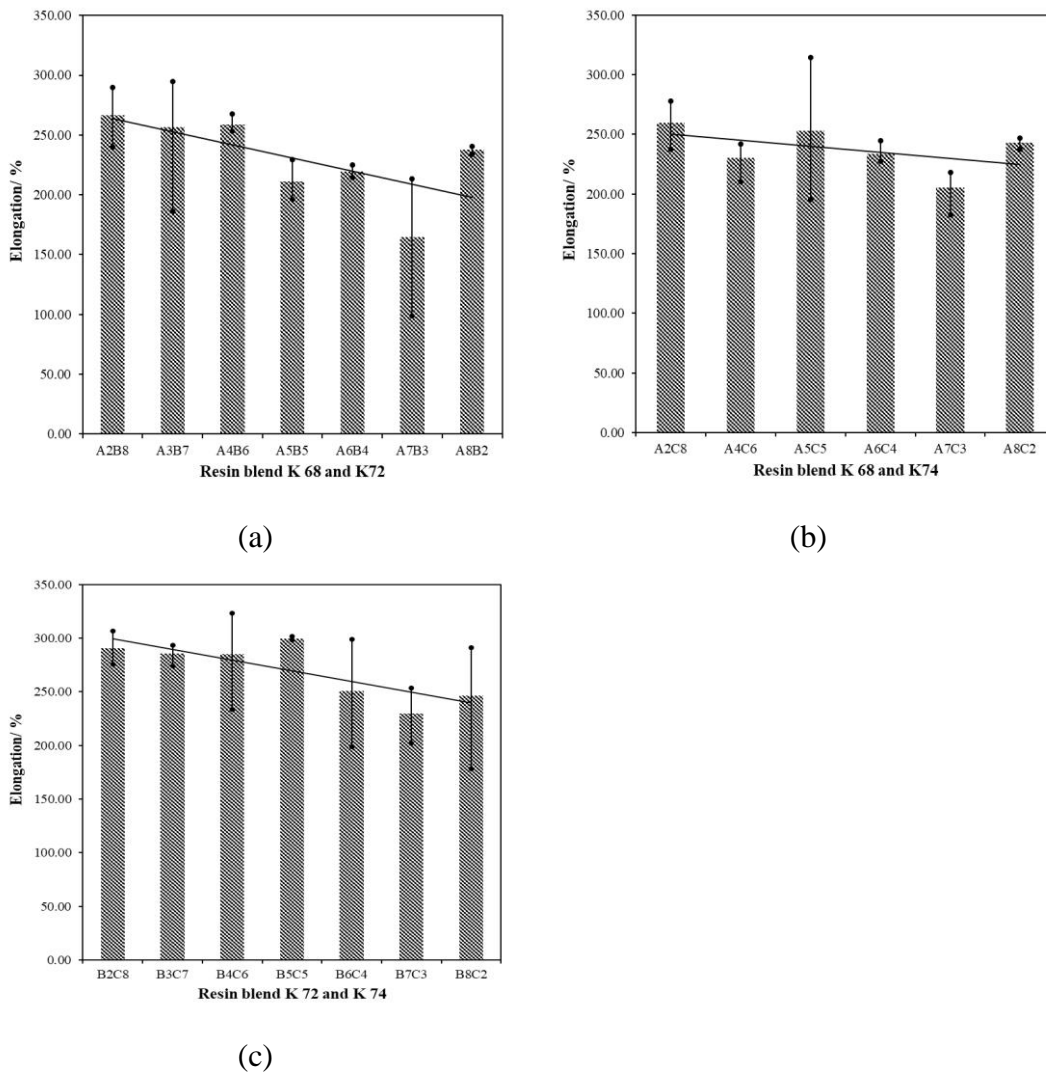 350.00
300.00
250.00
200.00
150.00
100.00
50.00
0.00
Elongation/ %
A2B8 A3B7 A4B6 A5B5 A6B4 A7B3 A8B2
Resin blend K 68 and K72
(a)
350.00
300.00
250.00
200.00
150.00
100.00
50.00
0.00
Elongation/ %
A2C8 A4C6 A5C5 A6C4 A7C3 A8C2
Resin blend K 68 and K74
(b)
350.00
300.00
250.00
200.00
150.00
100.00
50.00
0.00
Elongation/ %
B2C8 B3C7 B4C6 B5C5 B6C4 B7C3 B8C2
Resin blend K 72 and K 74
(c)